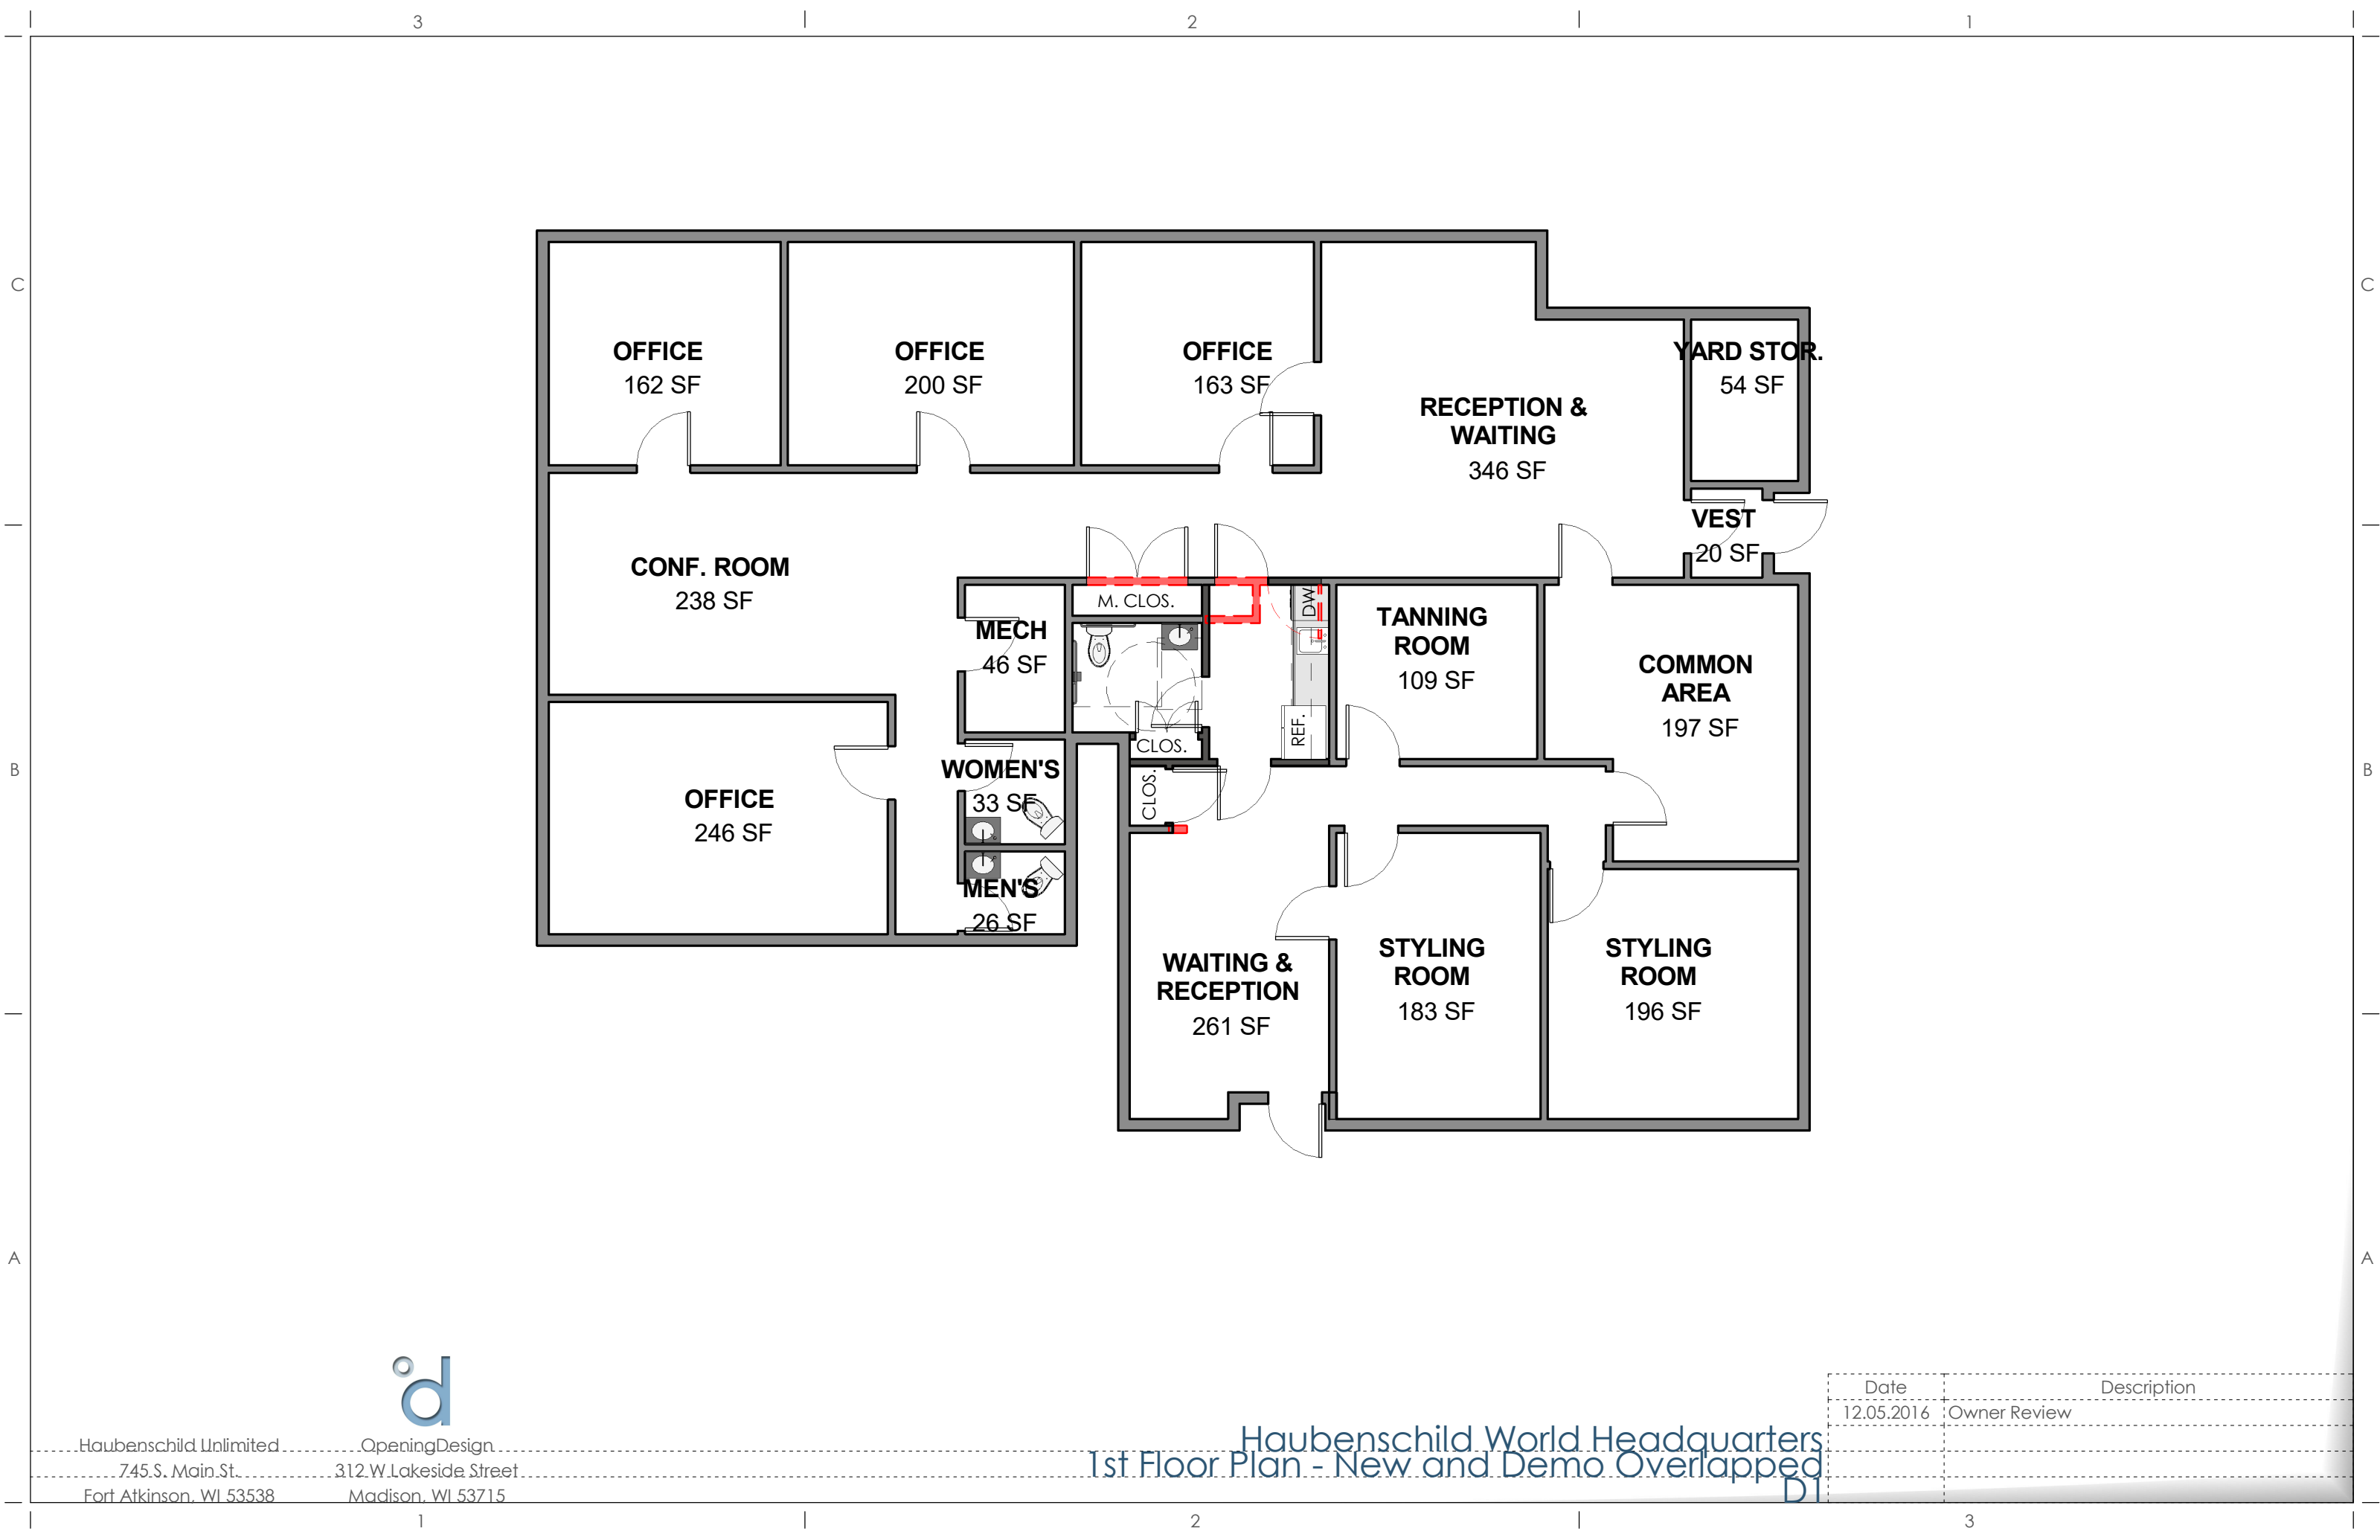 3
2
1
C
C
OFFICE
162 SF
OFFICE
200 SF
OFFICE
163 SF
YARD STOR.
54 SF
RECEPTION &
WAITING
346 SF
VEST
20 SF
CONF. ROOM
238 SF
M. CLOS.
DW
MECH
46 SF
TANNING
ROOM
109 SF
COMMON
AREA
197 SF
REF.
CLOS.
CLOS.
B
B
WOMEN'S
33 SF
OFFICE
246 SF
MEN'S
26 SF
WAITING &
RECEPTION
261 SF
STYLING
ROOM
183 SF
STYLING
ROOM
196 SF
A
A
d
Haubenschild Unlimited
745 S. Main St.
Fort Atkinson, WI 53538
OpeningDesign
312 W Lakeside Street
Madison, WI 53715
Haubenschild World Headquarters
1st Floor Plan - New and Demo Overlapped
D1
Date Description
12.05.2016 Owner Review
1
2
3